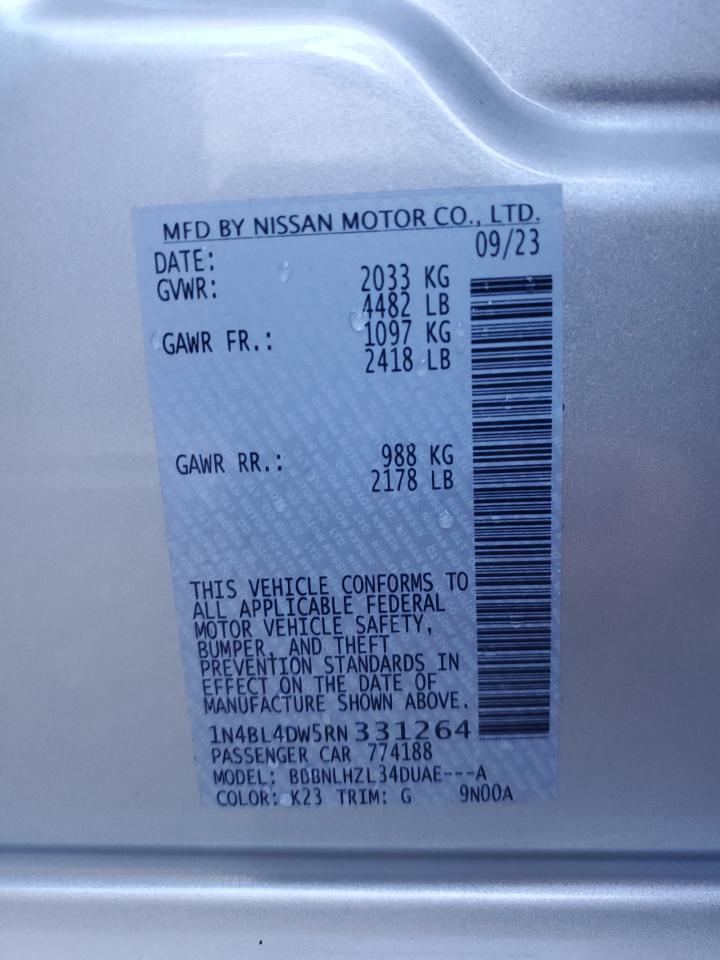 MFD BY NISSAN MOTOR CO., LTD.
DATE: 09/23
GVWR: 2033 KG
4482 LB
GAWR FR.: 1097 KG
2418 LB
GAWR RR.: 988 KG
2178 LB
THIS VEHICLE CONFORMS TO
ALL APPLICABLE FEDERAL
MOTOR VEHICLE SAFETY,
BUMPER, AND THEFT
PREVENTION STANDARDS IN
EFFECT ON THE DATE OF
MANUFACTURE SHOWN ABOVE.
1N4BL4DW5RN331264
PASSENGER CAR 774188
MODEL: BDBNLHZL34DUAE---A
COLOR: K23 TRIM: G 9N00A